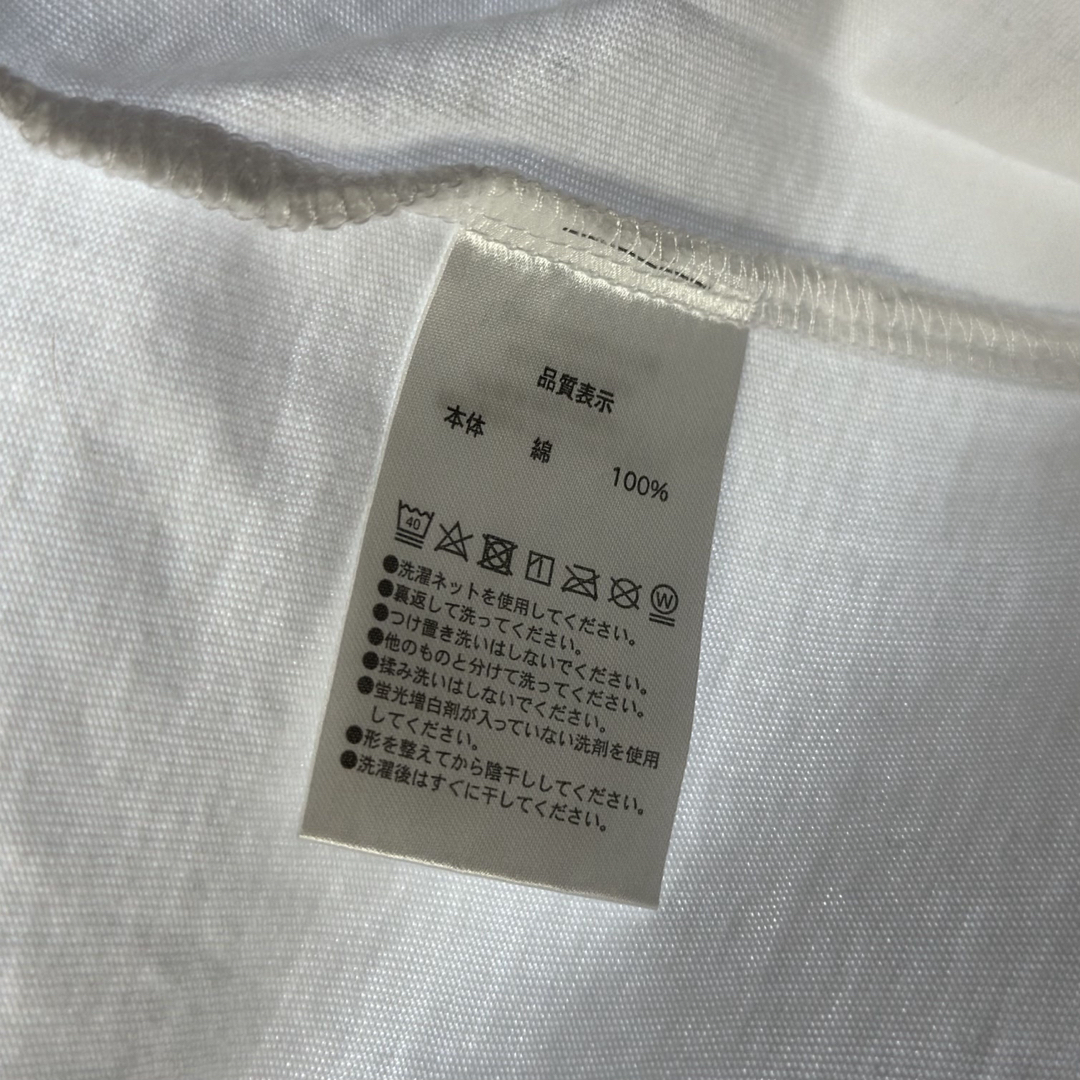 品質表示
本体 綿 100%
40 W
●洗濯ネットを使用してください。
●裏返して洗ってください。
●つけ置き洗いはしないでください。
●他のものと分けて洗ってください。
●揉み洗いはしないでください。
●蛍光増白剤が入っていない洗剤を使用
してください。
●形を整えてから陰干ししてください。
●洗濯後はすぐに干してください。